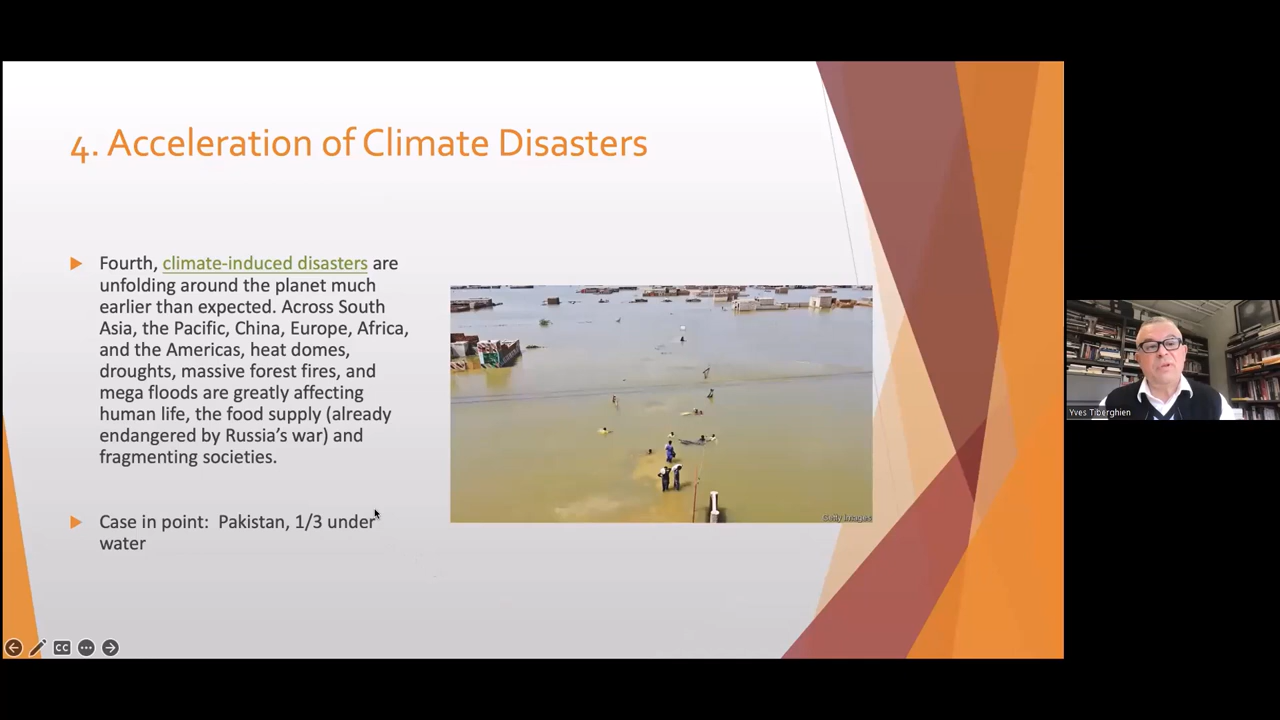 4. Acceleration of Climate Disasters
Fourth, climate-induced disasters are
unfolding around the planet much
earlier than expected. Across South
Asia, the Pacific, China, Europe, Africa,
and the Americas, heat domes,
droughts, massive forest fires, and
mega floods are greatly affecting
human life, the food supply (already
endangered by Russia’s war) and
fragmenting societies.
Case in point:  Pakistan, 1/3 under
water
Getty Images
Yves Tiberghien
CC